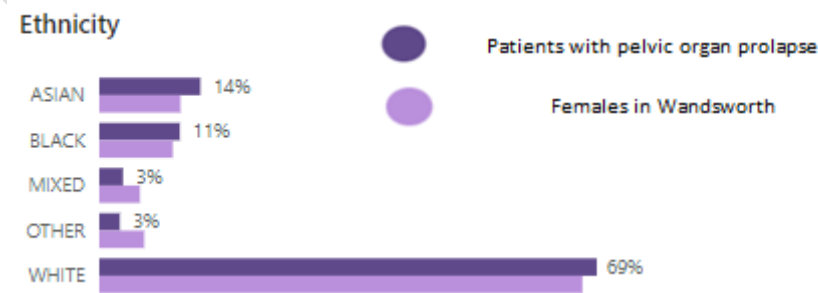 Ethnicity
Patients with pelvic organ prolapse
Females in Wandsworth
ASIAN 14%
BLACK 11%
MIXED 3%
OTHER 3%
WHITE 69%